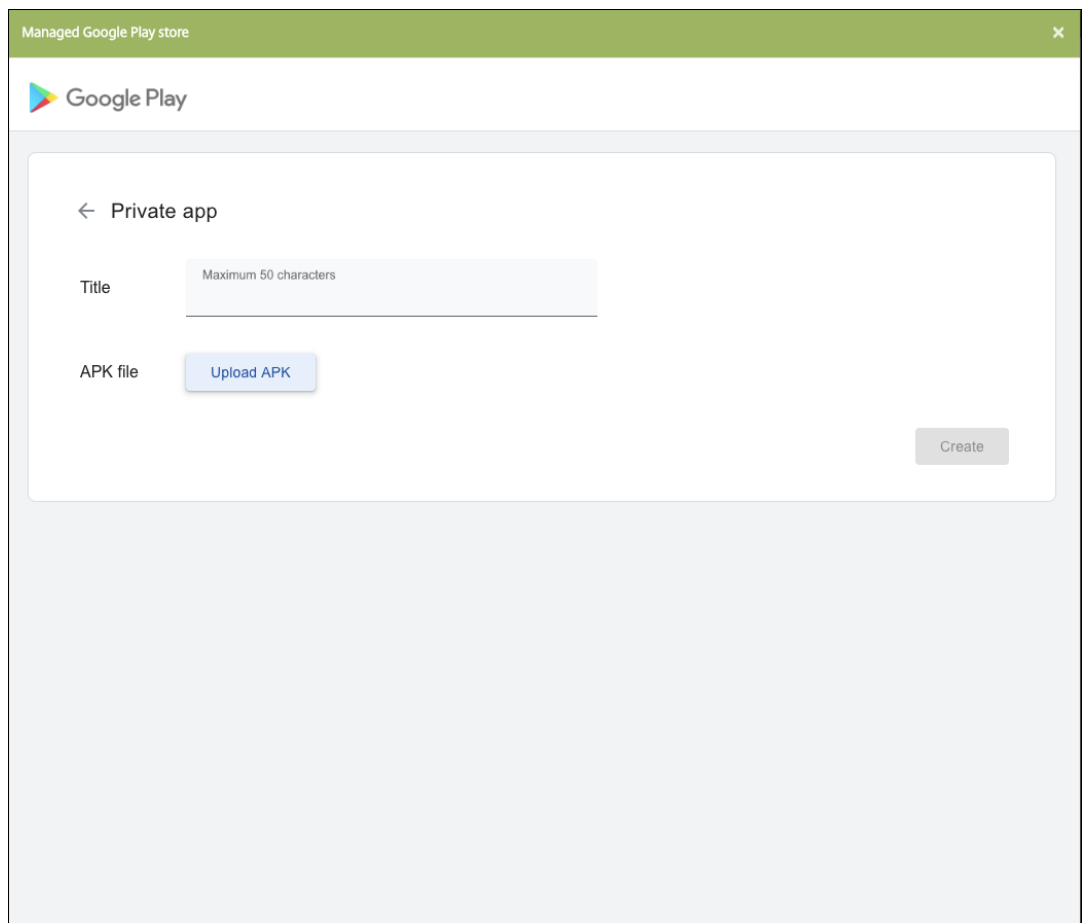 Managed Google Play store ×
Google Play
← Private app
Title
Maximum 50 characters
APK file
Upload APK
Create